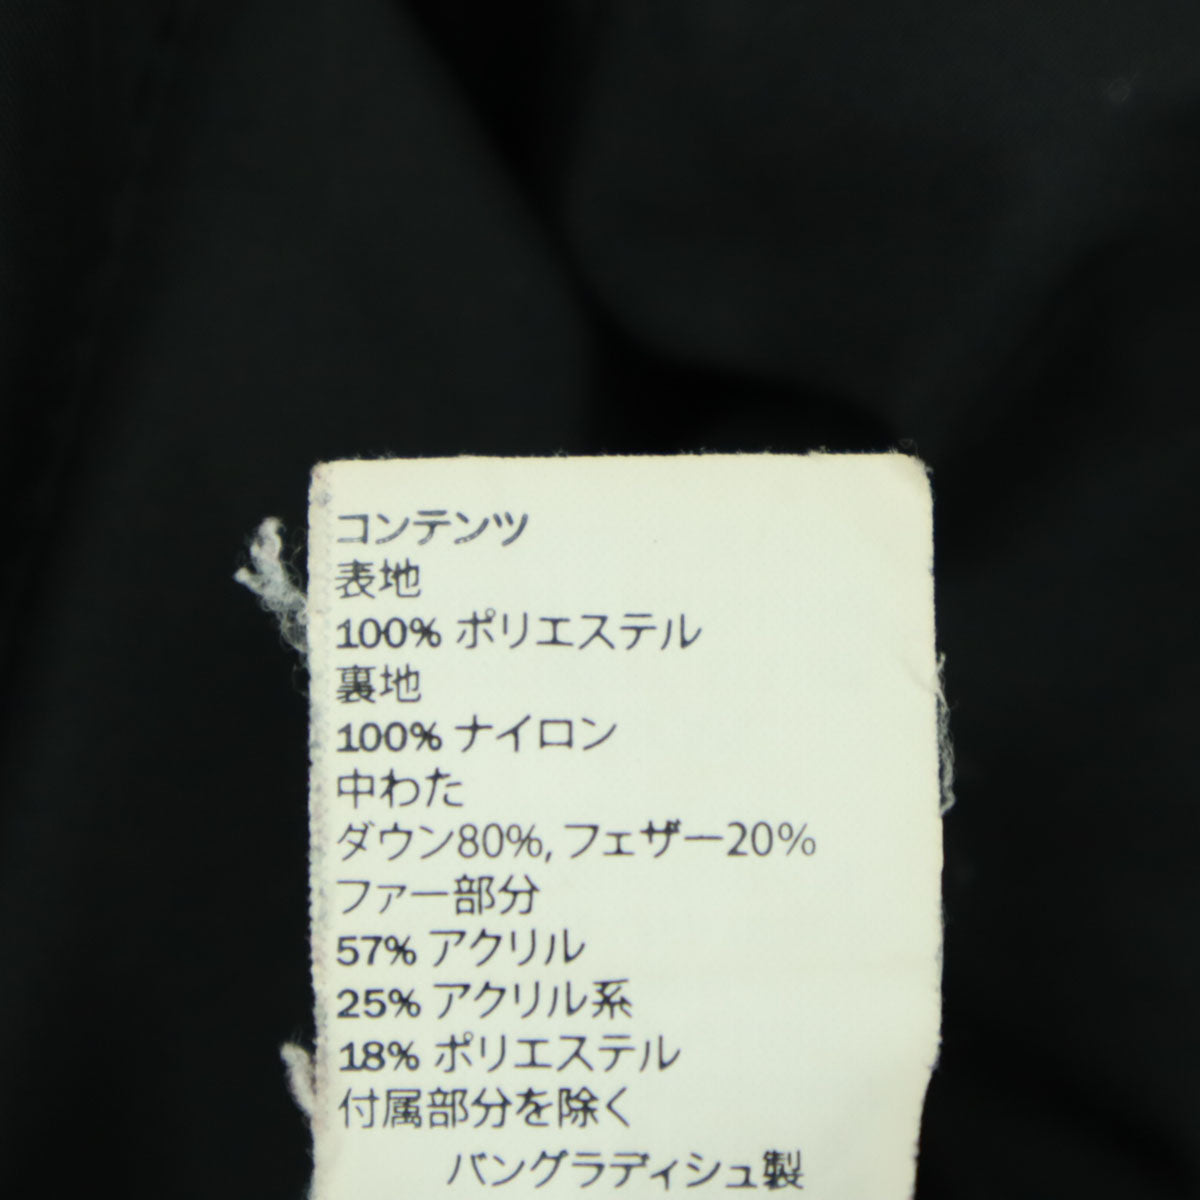 コンテンツ
表地
100% ポリエステル
裏地
100% ナイロン
中わた
ダウン80%, フェザー20%
ファー部分
57% アクリル
25% アクリル系
18% ポリエステル
付属部分を除く
バングラディシュ製